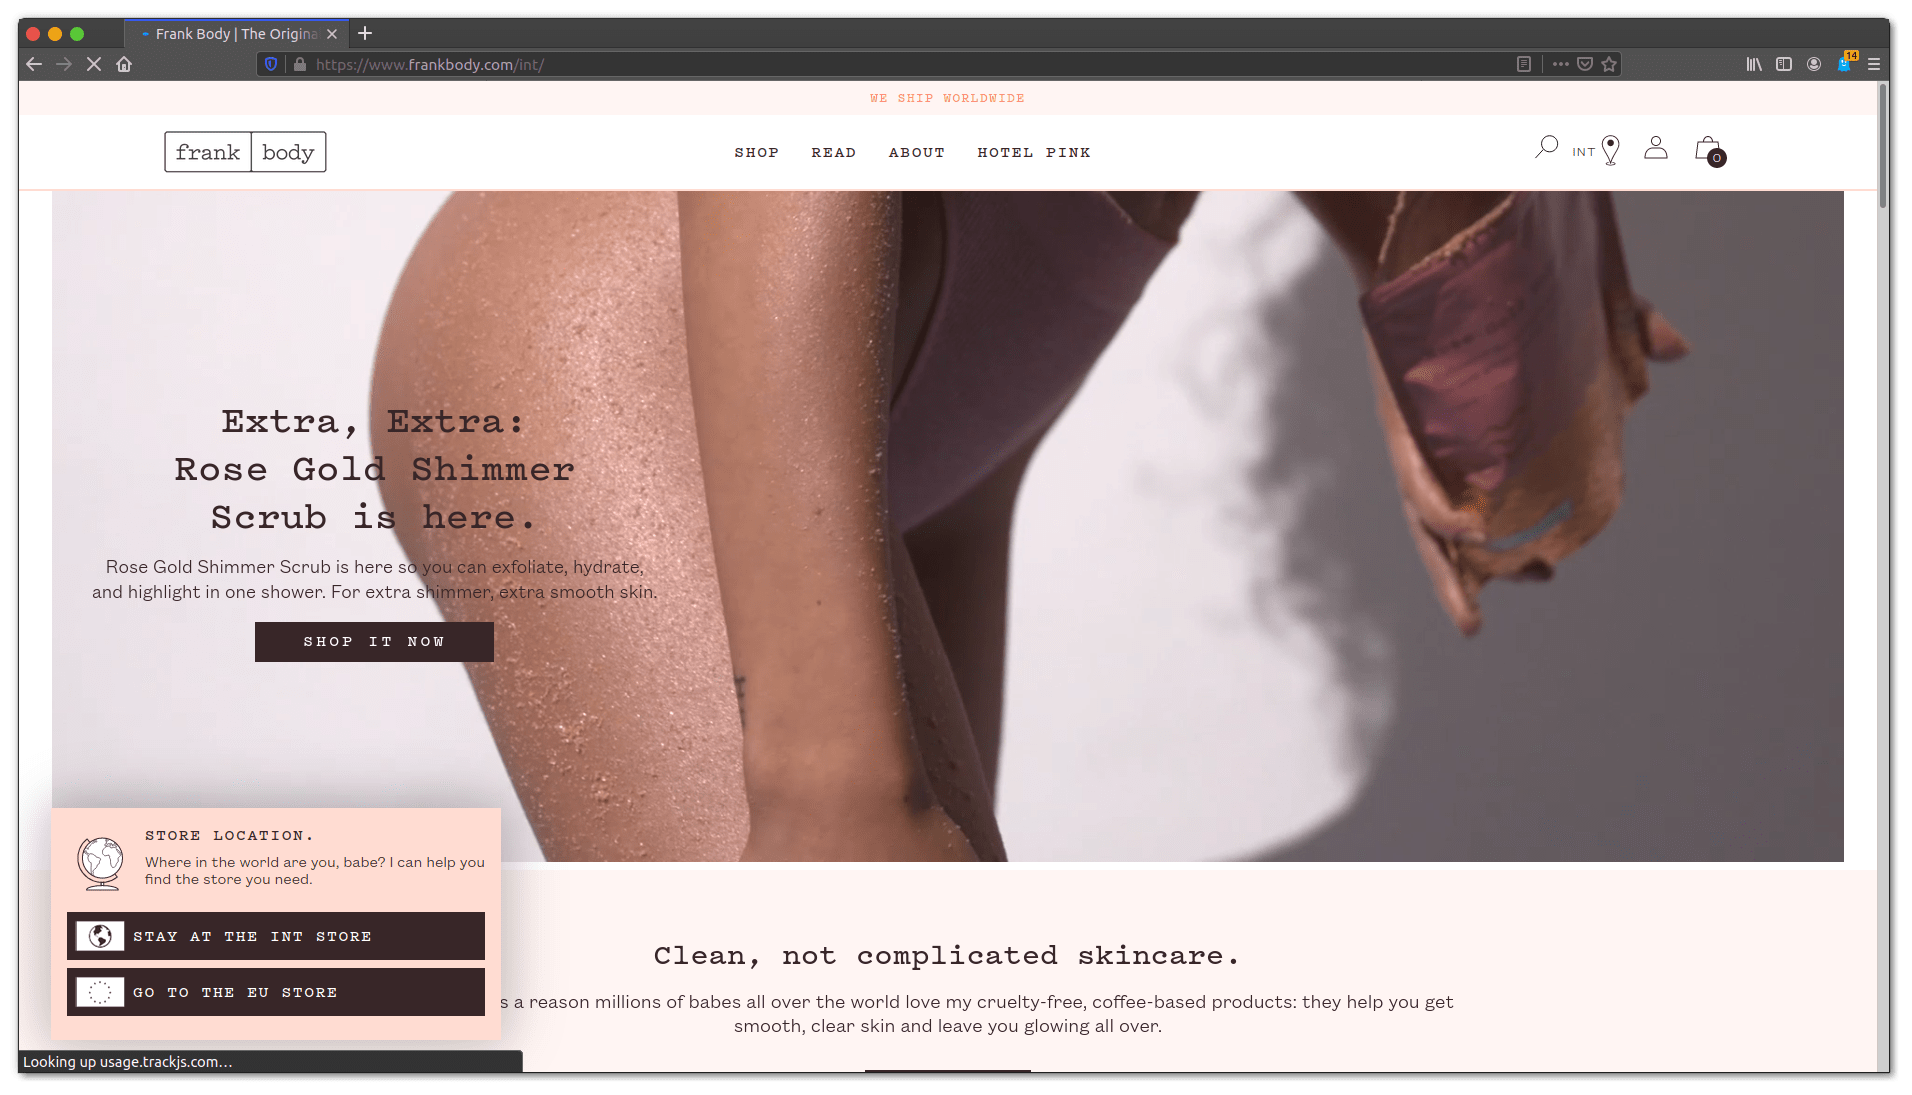 Frank Body | The Origina
https://www.frankbody.com/int/
14
WE SHIP WORLDWIDE
frank body
SHOP READ ABOUT HOTEL PINK
INT
0
Extra, Extra:
Rose Gold Shimmer
Scrub is here.
Rose Gold Shimmer Scrub is here so you can exfoliate, hydrate,
and highlight in one shower. For extra shimmer, extra smooth skin.
SHOP IT NOW
STORE LOCATION.
Where in the world are you, babe? I can help you
find the store you need.
STAY AT THE INT STORE
GO TO THE EU STORE
Clean, not complicated skincare.
s a reason millions of babes all over the world love my cruelty-free, coffee-based products: they help you get
smooth, clear skin and leave you glowing all over.
Looking up usage.trackjs.com...